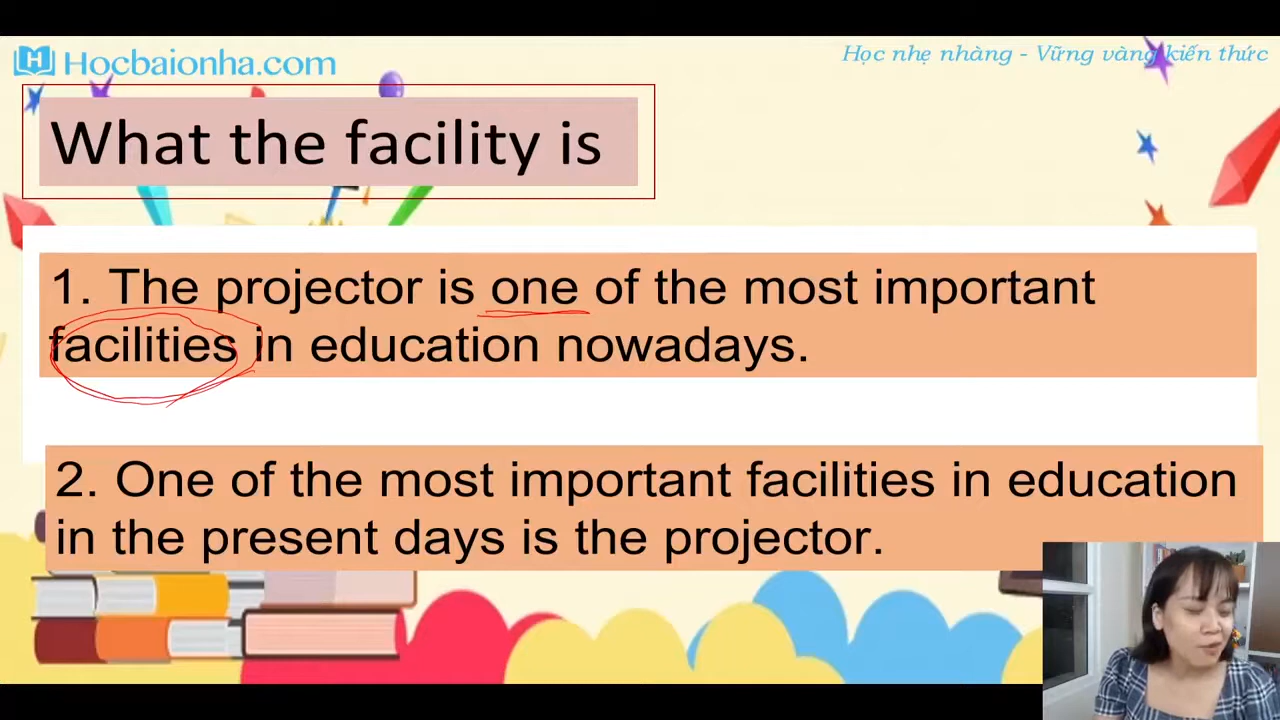 Hocbaionha.com
Học nhẹ nhàng - Vững vàng kiến thức
What the facility is
1. The projector is one of the most important
facilities in education nowadays.
2. One of the most important facilities in education
in the present days is the projector.